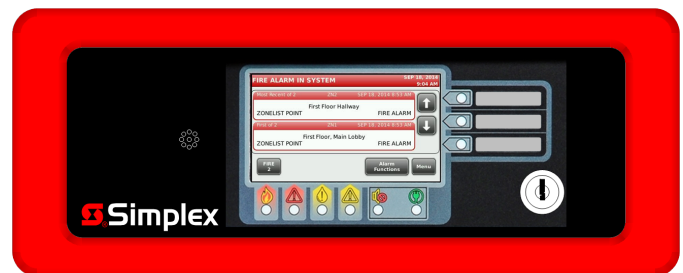 FIRE ALARM IN SYSTEM
SEP 18, 2014
9:04 AM
Most Recent of 2 ZN2 SEP 18, 2014 8:53 AM
First Floor Hallway
ZONELIST POINT FIRE ALARM
First of 2 ZN1 SEP 18, 2014 8:53 AM
First Floor, Main Lobby
ZONELIST POINT FIRE ALARM
FIRE
2
Alarm
Functions
Menu
Simplex